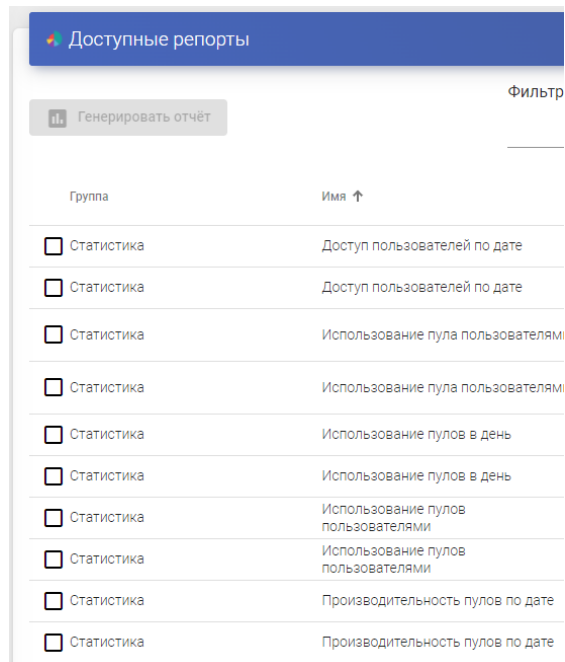 Доступные репорты
Фильтр
Генерировать отчёт
Группа Имя
Статистика Доступ пользователей по дате
Статистика Доступ пользователей по дате
Статистика Использование пула пользователями
Статистика Использование пула пользователями
Статистика Использование пулов в день
Статистика Использование пулов в день
Статистика Использование пулов
пользователями
Статистика Использование пулов
пользователями
Статистика Производительность пулов по дате
Статистика Производительность пулов по дате